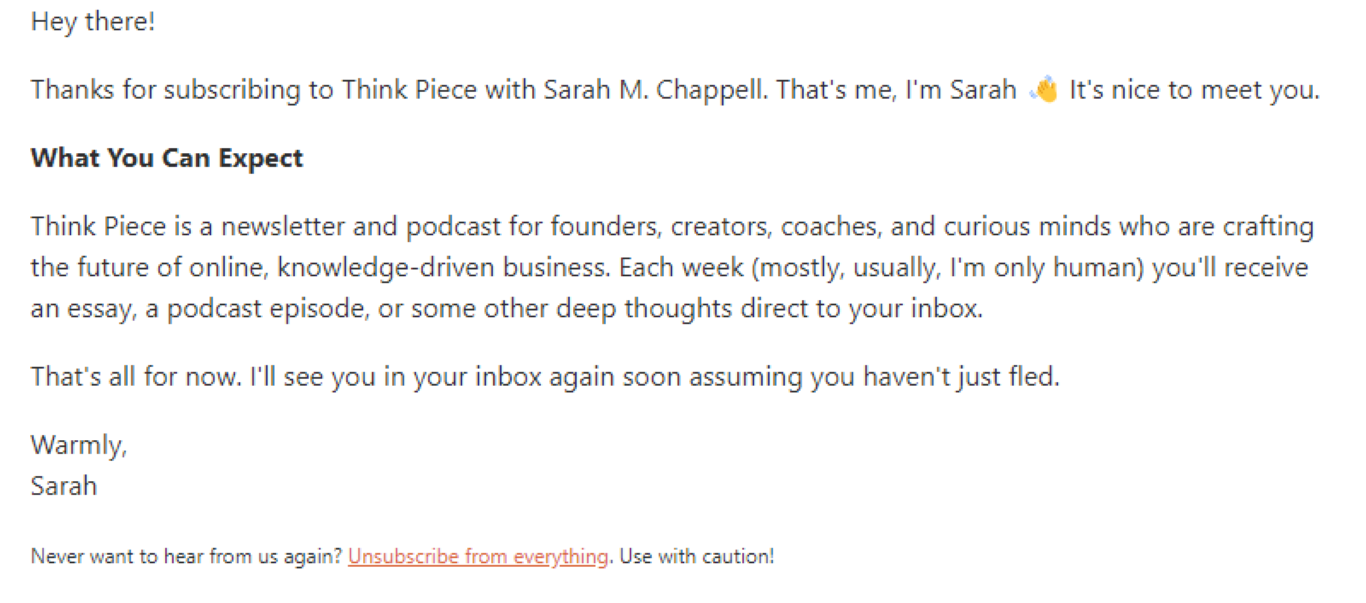 Hey there!
Thanks for subscribing to Think Piece with Sarah M. Chappell. That's me, I'm Sarah 👋 It's nice to meet you.
What You Can Expect
Think Piece is a newsletter and podcast for founders, creators, coaches, and curious minds who are crafting
the future of online, knowledge-driven business. Each week (mostly, usually, I'm only human) you'll receive
an essay, a podcast episode, or some other deep thoughts direct to your inbox.
That's all for now. I'll see you in your inbox again soon assuming you haven't just fled.
Warmly,
Sarah
Never want to hear from us again? Unsubscribe from everything. Use with caution!